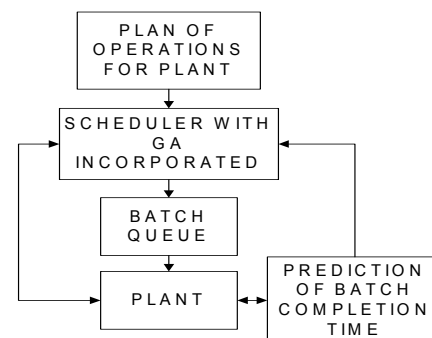 PLAN OF
OPERATIONS
FOR PLANT
SCHEDULER WITH
GA
INCORPORATED
BATCH
QUEUE
PLANT
PREDICTION
OF BATCH
COMPLETION
TIME